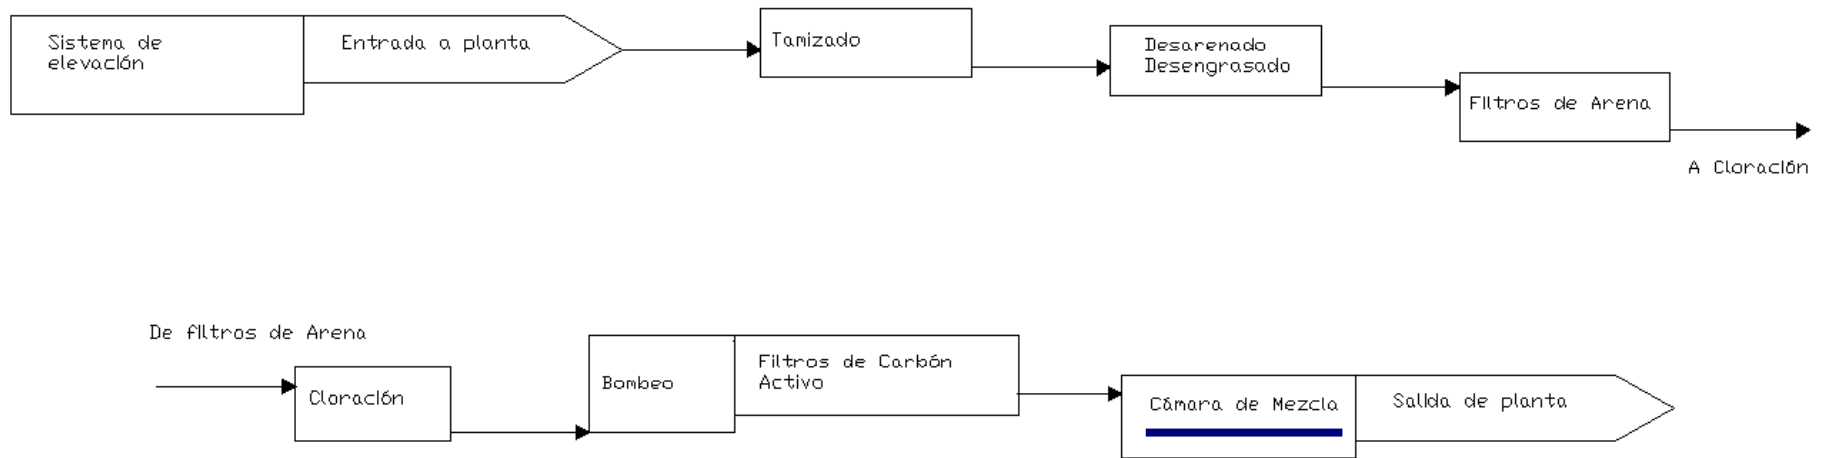 Sistema de
elevación
Entrada a planta
Tamizado
Desarenado
Desengrasado
Filtros de Arena
A Cloración
De filtros de Arena
Cloración
Bombeo
Filtros de Carbón
Activo
Cámara de Mezcla
Salida de planta